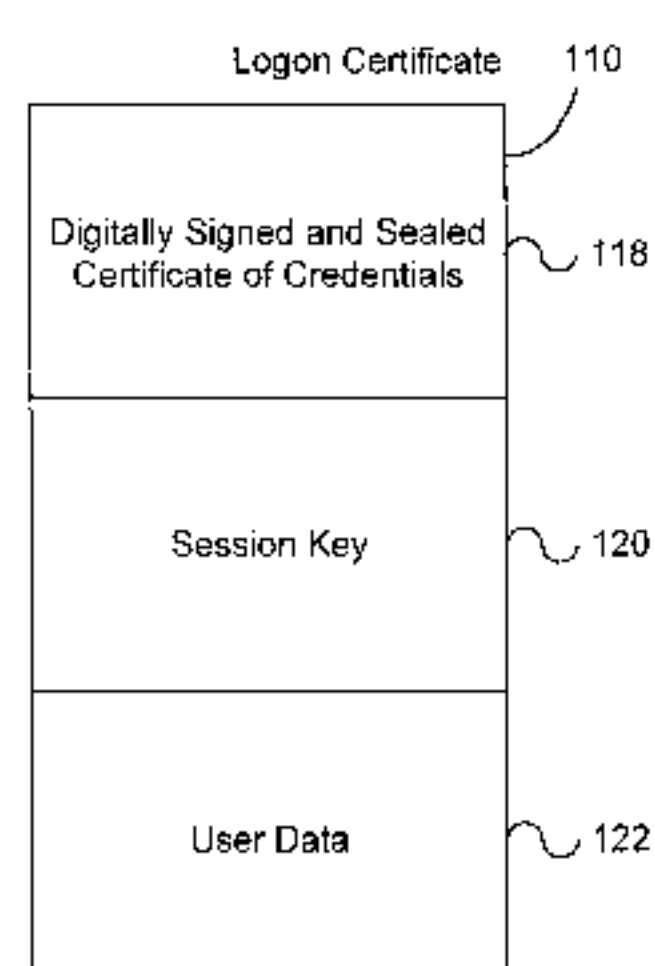 Logon Certificate 110
Digitally Signed and Sealed
Certificate of Credentials
118
Session Key
120
User Data
122